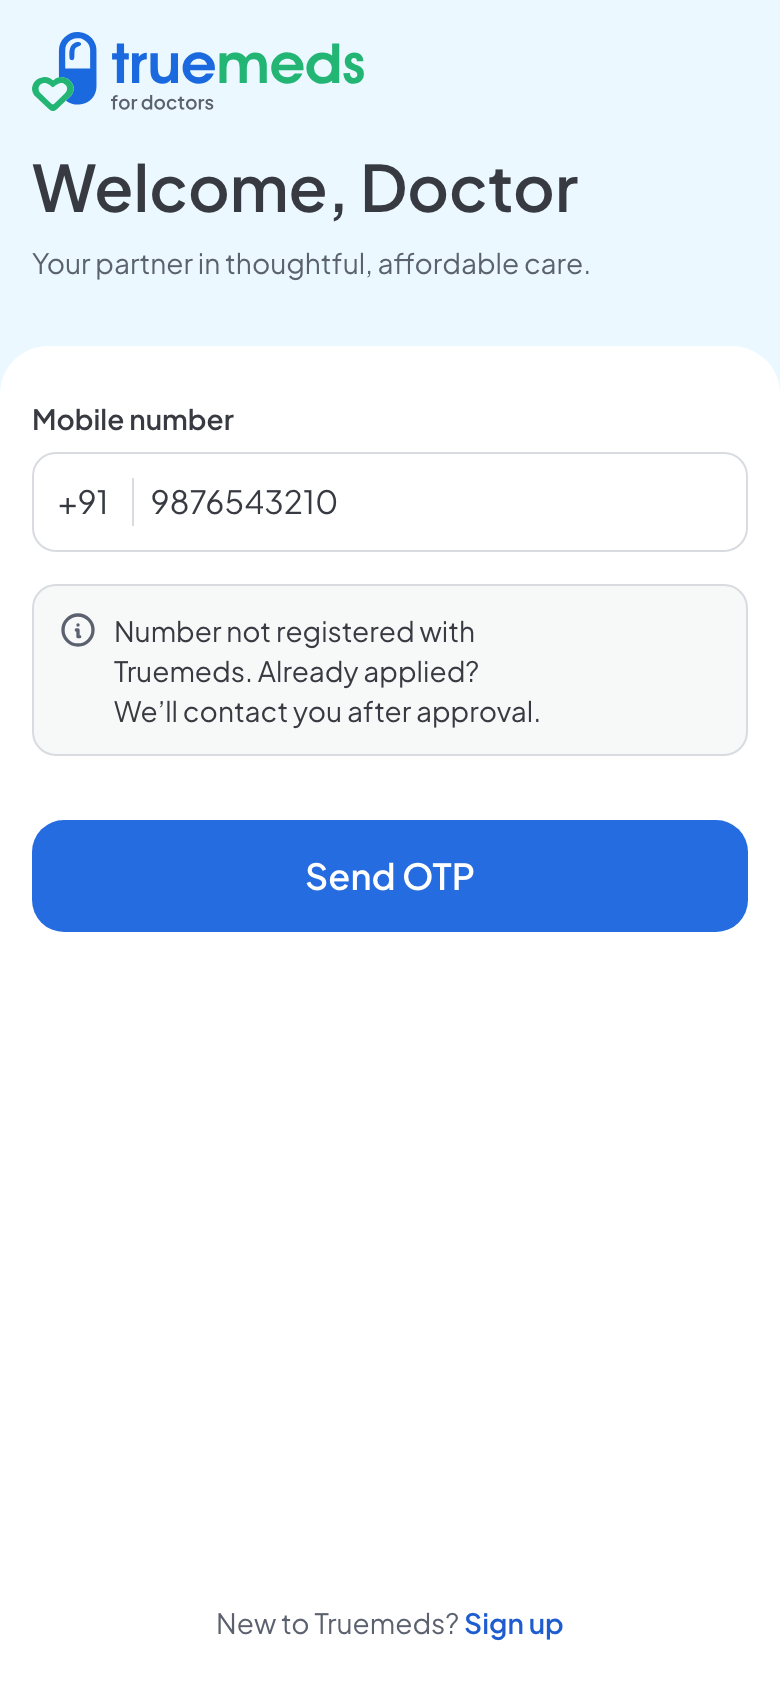 truemeds
for doctors
Welcome, Doctor
Your partner in thoughtful, affordable care.
Mobile number
+91 9876543210
Number not registered with
Truemeds. Already applied?
We’ll contact you after approval.
Send OTP
New to Truemeds? Sign up